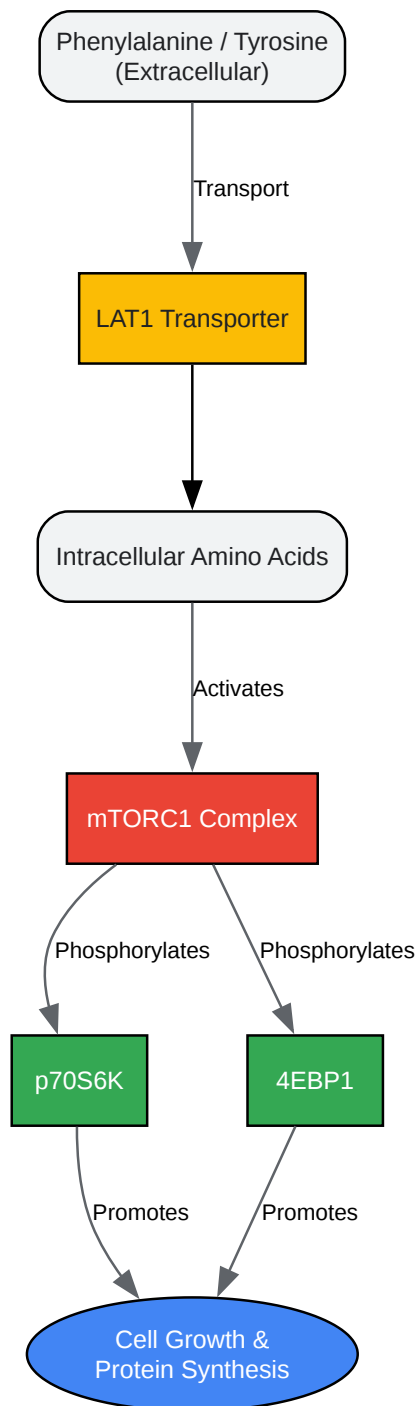 Phenylalanine / Tyrosine
(Extracellular)
Transport
LAT1 Transporter
Intracellular Amino Acids
Activates
mTORC1 Complex
Phosphorylates
Phosphorylates
p70S6K
4EBP1
Promotes
Promotes
Cell Growth &
Protein Synthesis